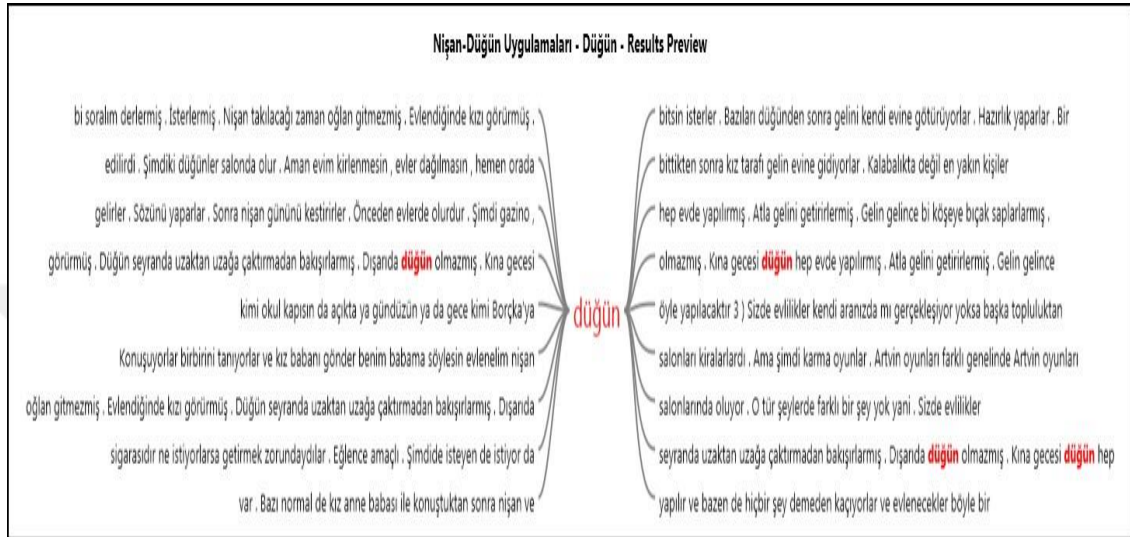 Nişan-Düğün Uygulamaları - Düğün - Results Preview
bi soralım derlermiş . İsterlermiş . Nişan takılacağı zaman oğlan gitmezmiş . Evlendiğinde kızı görürmüş ,
edilirdi . Şimdiki düğünler salonda olur . Aman evim kirlenmesin , evler dağılmasın , hemen orada
gelirler . Sözünü yaparlar . Sonra nişan gününü kestirirler . Önceden evlerde olurdur . Şimdi gazino ,
görürmüş . Düğün seyranda uzaktan uzağa çaktırmadan bakışırlarmış . Dışarıda düğün olmazmış . Kına gecesi
kimi okul kapısın da açıkta ya gündüzün ya da gece kimi Borçka'ya
Konuşuyorlar birbirini tanıyorlar ve kız babanı gönder benim babama söylesin evlenelim nişan
oğlan gitmezmiş . Evlendiğinde kızı görürmüş . Düğün seyranda uzaktan uzağa çaktırmadan bakışırlarmış . Dışarıda
sigarasıdır ne istiyorlarsa getirmek zorundaydılar . Eğlence amaçlı . Şimdide isteyen de istiyor da
var . Bazı normal de kız anne babası ile konuştuktan sonra nişan ve
düğün
bitsin isterler . Bazıları düğünden sonra gelini kendi evine götürüyorlar . Hazırlık yaparlar . Bir
bittikten sonra kız tarafı gelin evine gidiyorlar . Kalabalıkta değil en yakın kişiler
hep evde yapılırmış . Atla gelini getirirlermiş . Gelin gelince bi köşeye bıçak saplarlarmış .
olmazmış . Kına gecesi düğün hep evde yapılırmış . Atla gelini getirirlermiş . Gelin gelince
öyle yapılacaktır 3 ) Sizde evlilikler kendi aranızda mı gerçekleşiyor yoksa başka topluluktan
salonları kiralarlardı . Ama şimdi karma oyunlar . Artvin oyunları farklı genelinde Artvin oyunları
salonlarında oluyor . O tür şeylerde farklı bir şey yok yani . Sizde evlilikler
seyranda uzaktan uzağa çaktırmadan bakışırlarmış . Dışarıda düğün olmazmış . Kına gecesi düğün hep
yapılır ve bazen de hiçbir şey demeden kaçıyorlar ve evlenecekler böyle bir